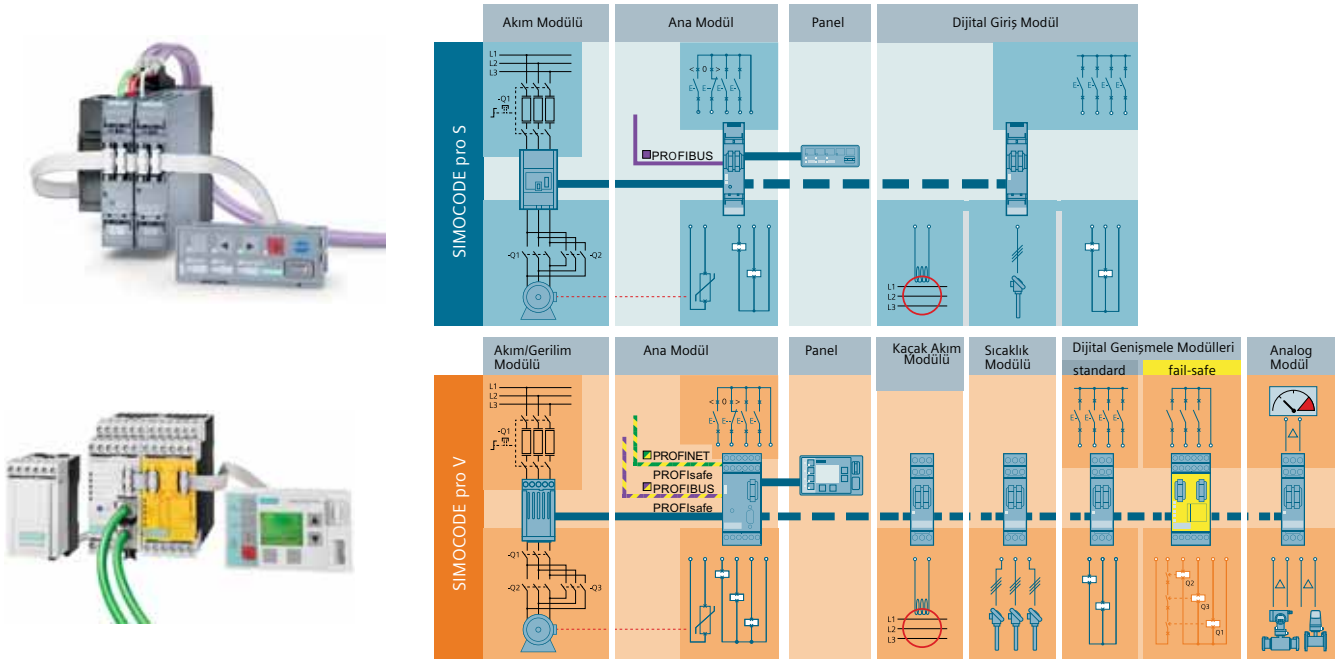 Akım Modülü
Ana Modül
Panel
Dijital Giriş Modül
SIMOCODE pro S
L1
L2
L3
-Q1
< 0 >
E-
E-
E-
E-
PROFIBUS
-Q1
-Q2
L1
L2
L3
Akım/Gerilim
Modülü
Ana Modül
Panel
Kaçak Akım
Modülü
Sıcaklık
Modülü
Dijital Genişmele Modülleri
standard
fail-safe
Analog
Modül
SIMOCODE pro V
L1
L2
L3
-Q1
< 0 >
E-
E-
E-
E-
PROFINET
PROFIsafe
PROFIBUS
PROFIsafe
-Q1
-Q2
-Q3
L1
L2
L3
Q2
Q3
Q1